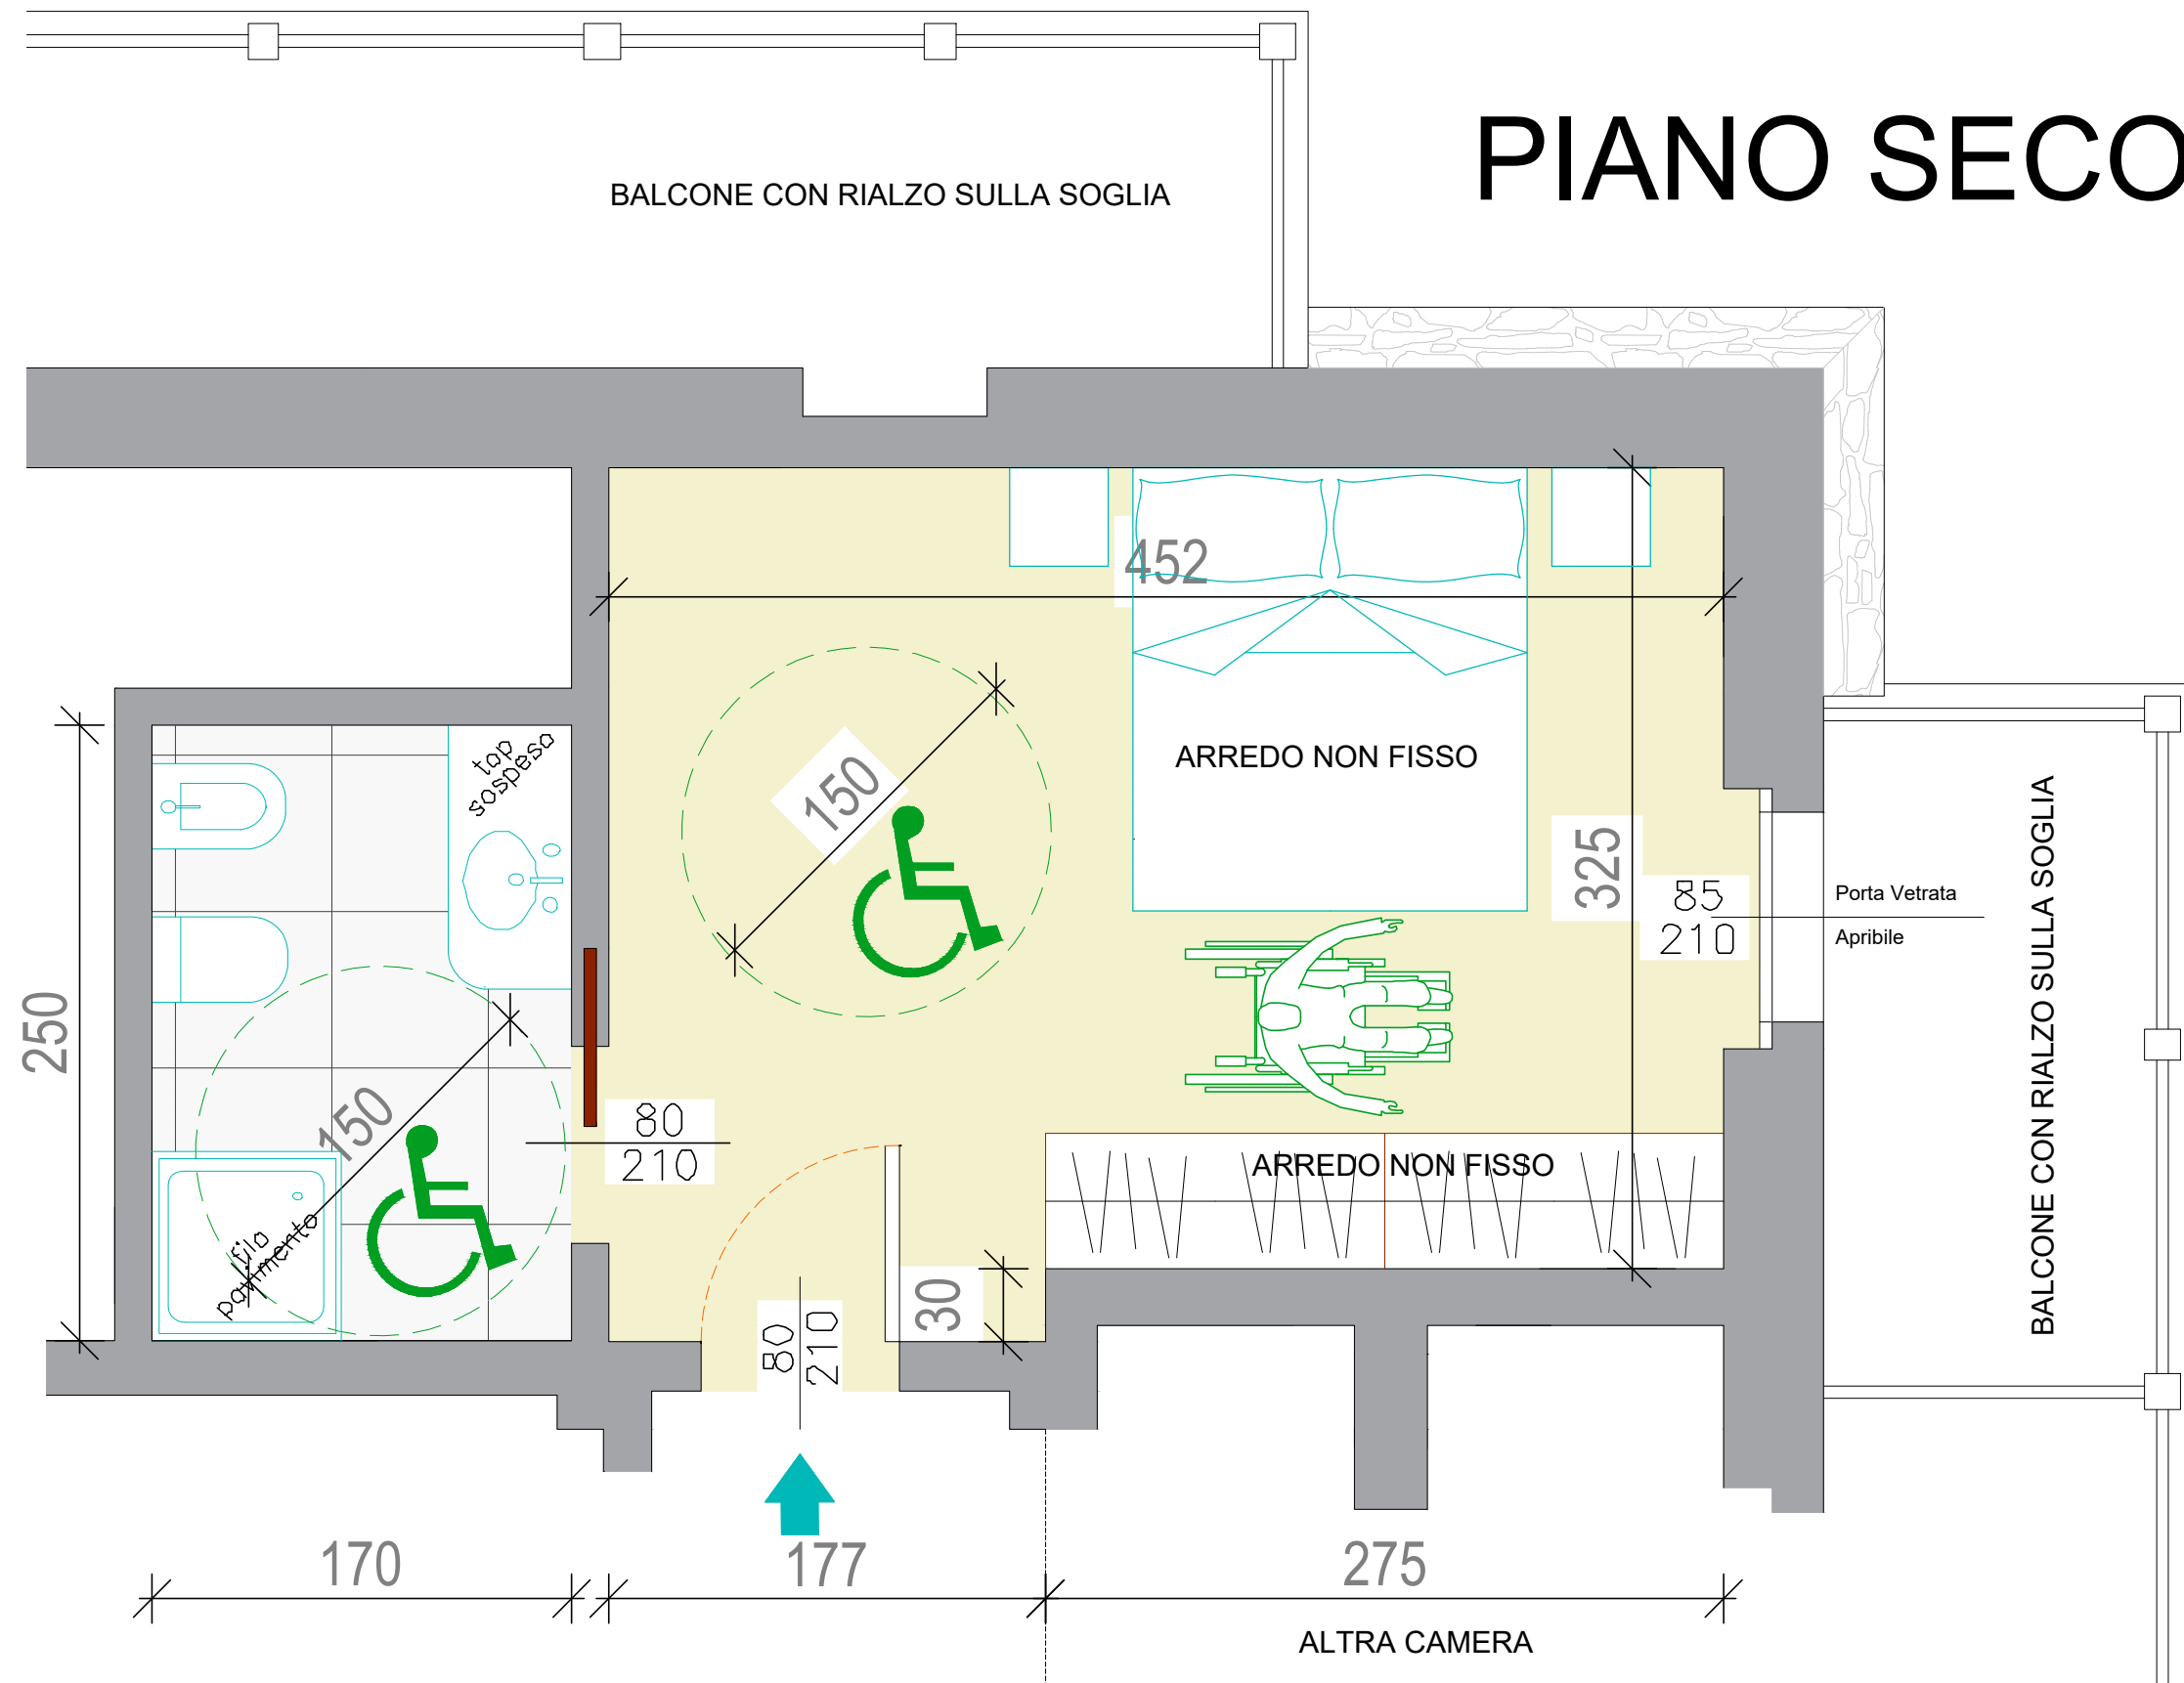 PIANO SECO
BALCONE CON RIALZO SULLA SOGLIA
452
top
sospeso
150
ARREDO NON FISSO
325
85
210
Porta Vetrata
Apribile
BALCONE CON RIALZO SULLA SOGLIA
250
150
80
210
ARREDO NON FISSO
filo
pavimento
80
210
30
170
177
275
ALTRA CAMERA